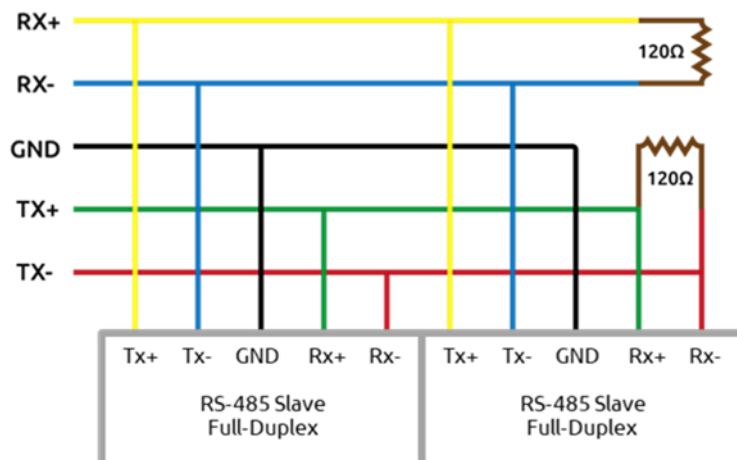 RX+
120Ω
RX-
GND
120Ω
TX+
TX-
Tx+ Tx- GND Rx+ Rx- Tx+ Tx- GND Rx+ Rx-
RS-485 Slave
Full-Duplex
RS-485 Slave
Full-Duplex